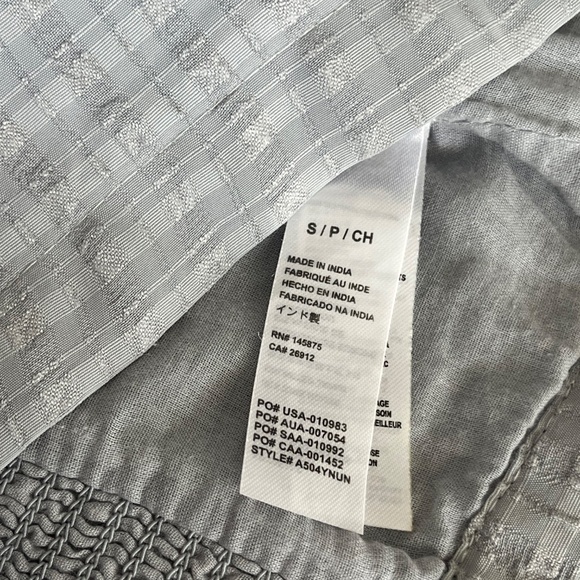 S / P / CH
MADE IN INDIA
FABRIQUÉ AU INDE
HECHO EN INDIA
FABRICADO NA INDIA
インド製
RN# 145875
CA# 26912
PO# USA-010983
PO# AUA-007054
PO# SAA-010992
PO# CAA-001452
STYLE# A504YNUN